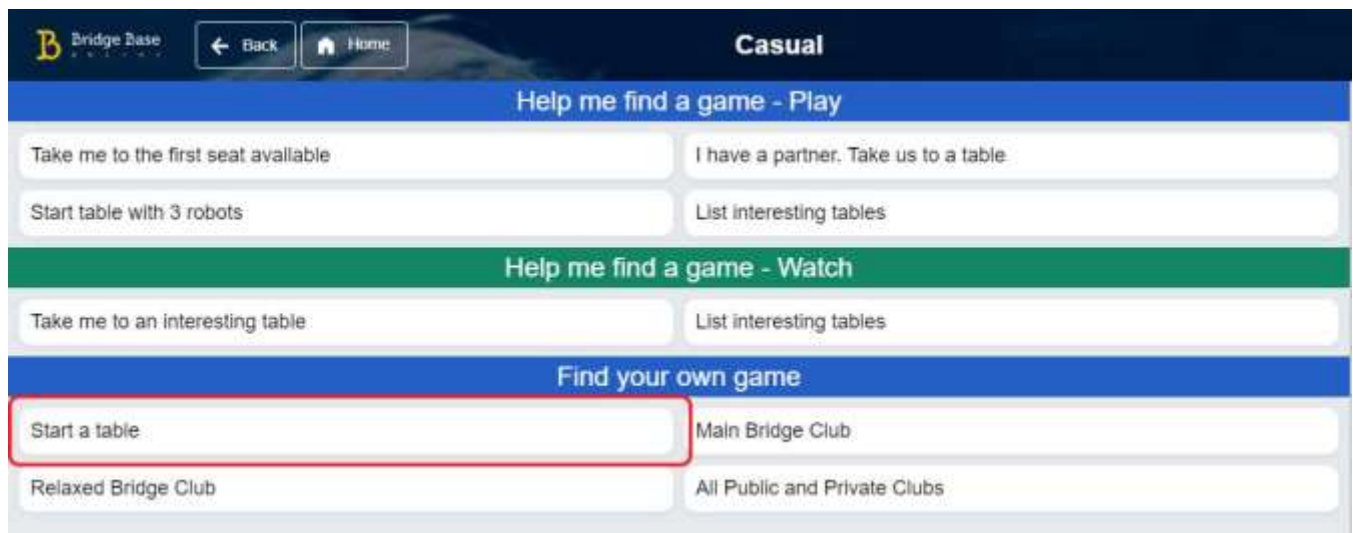 Bridge Base
← Back
Home
Casual
Help me find a game - Play
Take me to the first seat available
I have a partner. Take us to a table
Start table with 3 robots
List interesting tables
Help me find a game - Watch
Take me to an interesting table
List interesting tables
Find your own game
Start a table
Main Bridge Club
Relaxed Bridge Club
All Public and Private Clubs